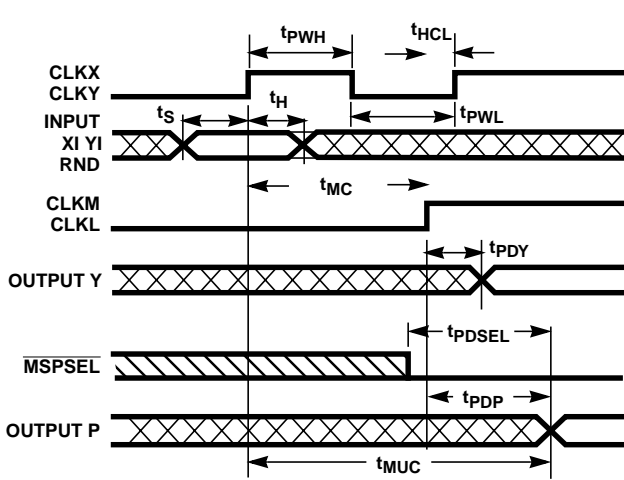 tPWH
tHCL
CLKX
CLKY
tS
tH
tPWL
INPUT
XI YI
RND
tMC
CLKM
CLKL
tPDY
OUTPUT Y
tPDSEL
MSPSEL
tPDP
OUTPUT P
tMUC